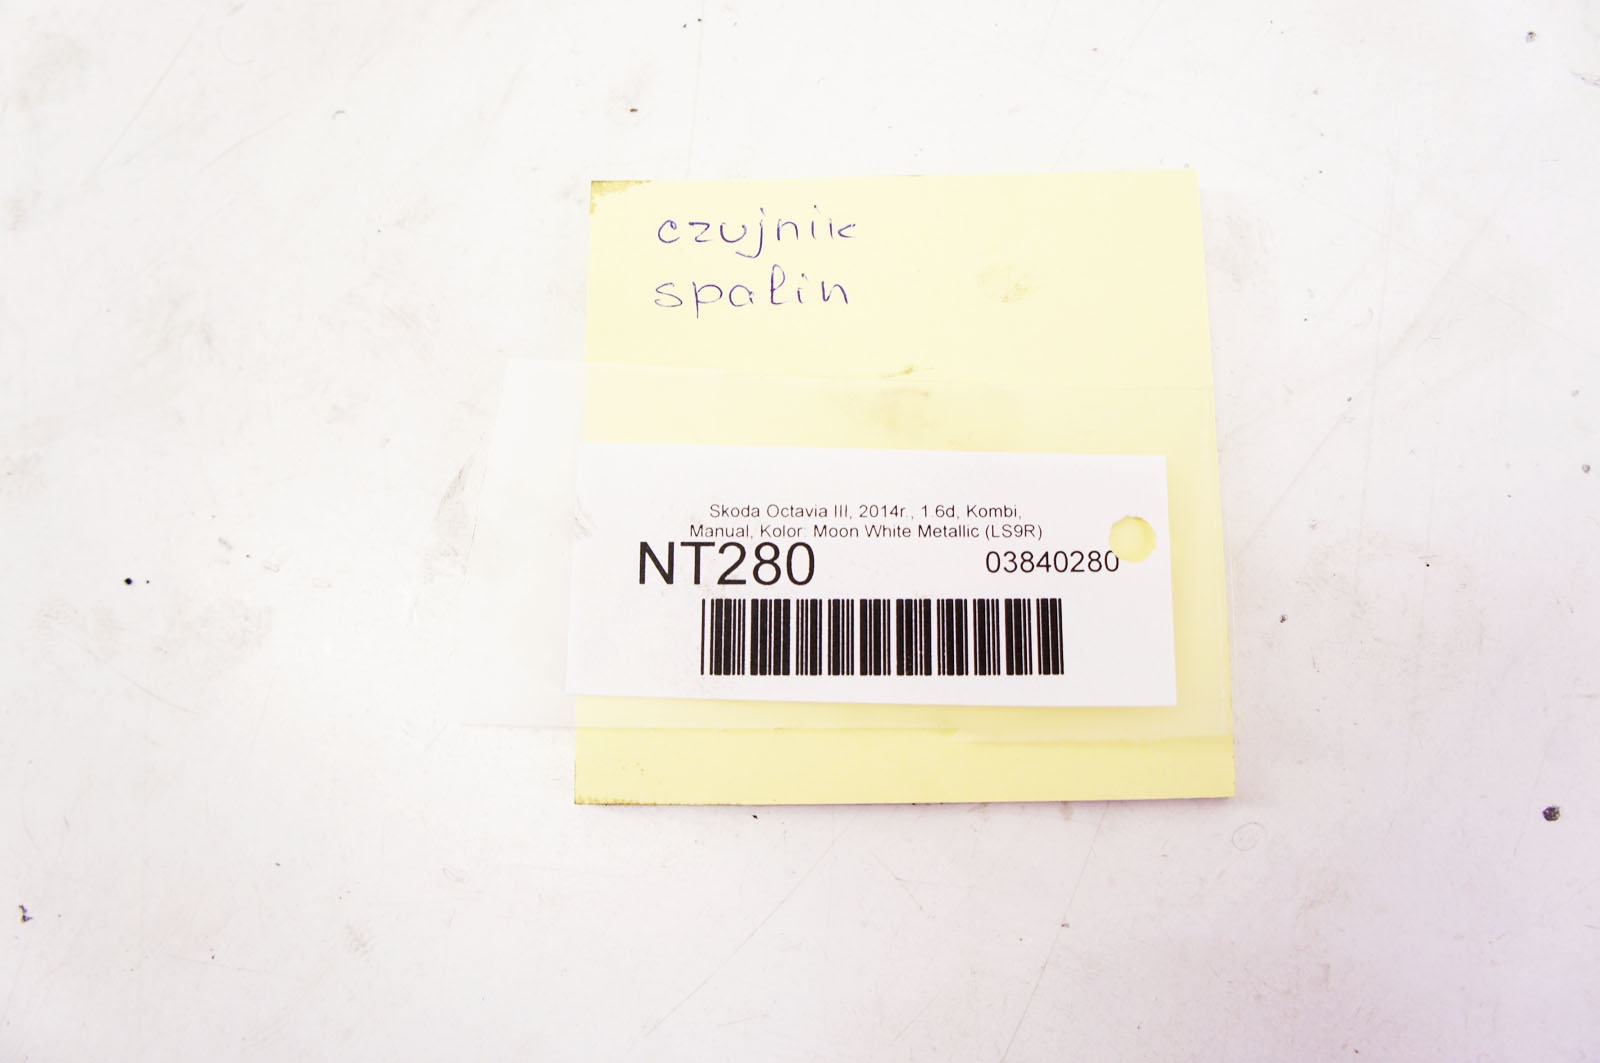 czujnik
spalin
Skoda Octavia III, 2014r., 1.6d, Kombi,
Manual, Kolor: Moon White Metallic (LS9R)
NT280 03840280